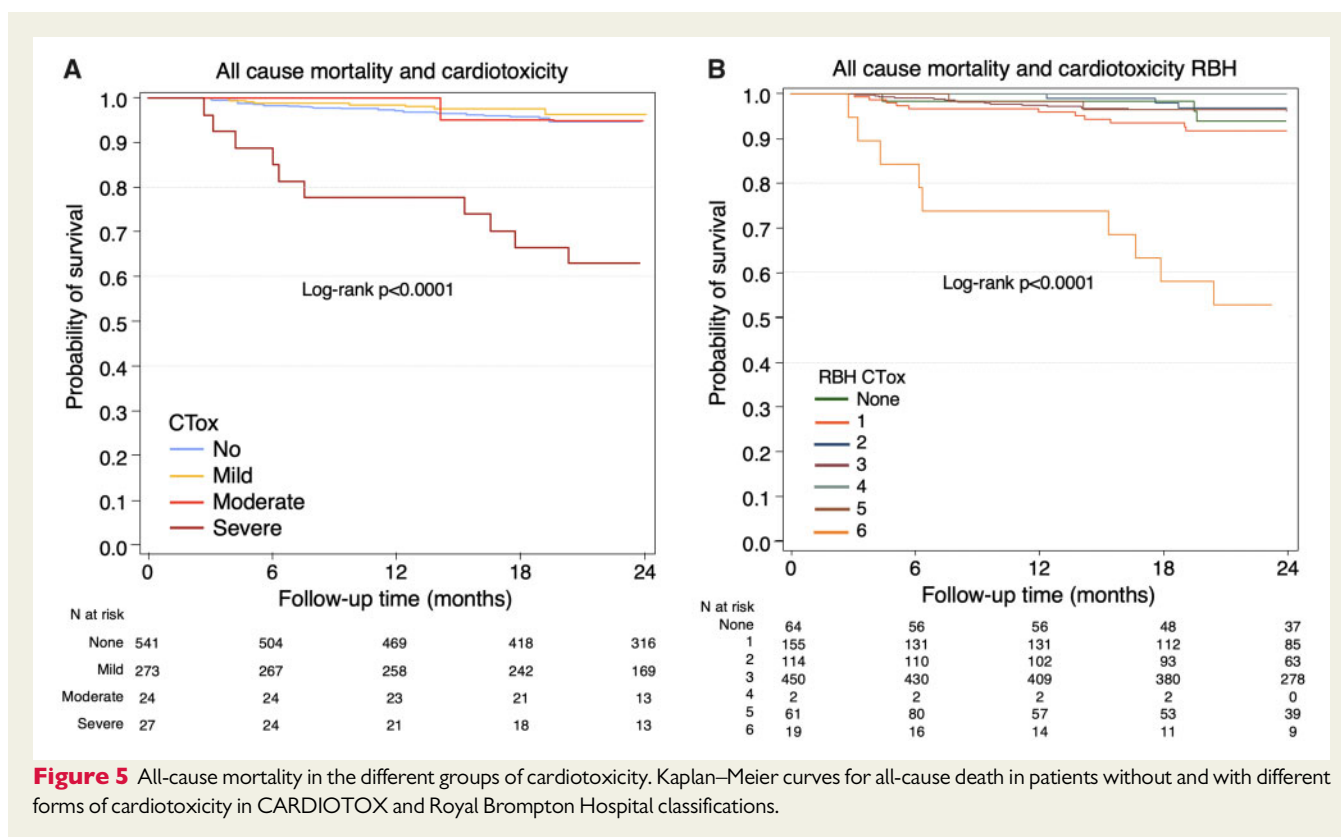 A
All cause mortality and cardiotoxicity
1.0
0.9
0.8
0.7
0.6
0.5
0.4
0.3
0.2
0.1
0.0
Probability of survival
Log-rank p<0.0001
CTox
No
Mild
Moderate
Severe
0 6 12 18 24
Follow-up time (months)
N at risk
None 541 504 469 418 316
Mild 273 267 258 242 169
Moderate 24 24 23 21 13
Severe 27 24 21 18 13
B
All cause mortality and cardiotoxicity RBH
1.0
0.9
0.8
0.7
0.6
0.5
0.4
0.3
0.2
0.1
0.0
Probability of survival
Log-rank p<0.0001
RBH CTox
None
1
2
3
4
5
6
0 6 12 18 24
Follow-up time (months)
N at risk
None 64 56 56 48 37
1 155 131 131 112 85
2 114 110 102 93 63
3 450 430 409 380 278
4 2 2 2 2 0
5 61 80 57 53 39
6 19 16 14 11 9
Figure 5 All-cause mortality in the different groups of cardiotoxicity. Kaplan–Meier curves for all-cause death in patients without and with different
forms of cardiotoxicity in CARDIOTOX and Royal Brompton Hospital classifications.